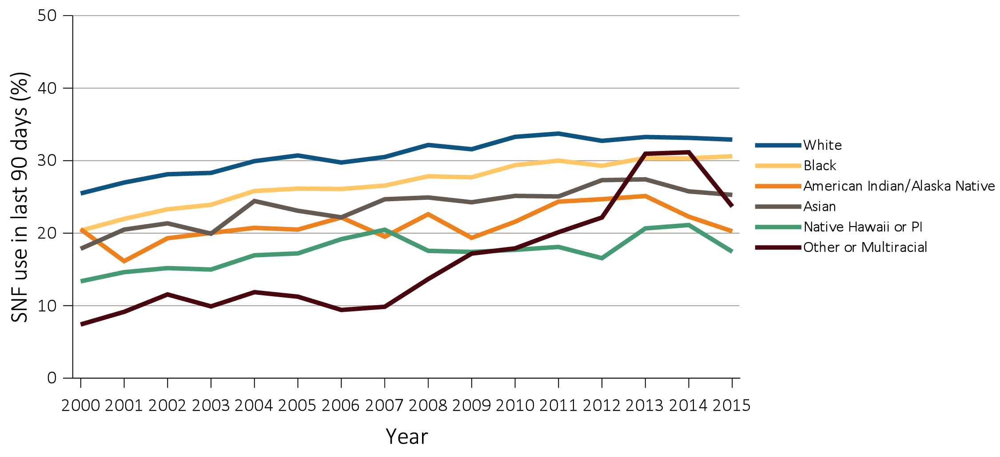 SNF use in last 90 days (%)
50
40
30
20
10
0
2000 2001 2002 2003 2004 2005 2006 2007 2008 2009 2010 2011 2012 2013 2014 2015
Year
White
Black
American Indian/Alaska Native
Asian
Native Hawaii or PI
Other or Multiracial